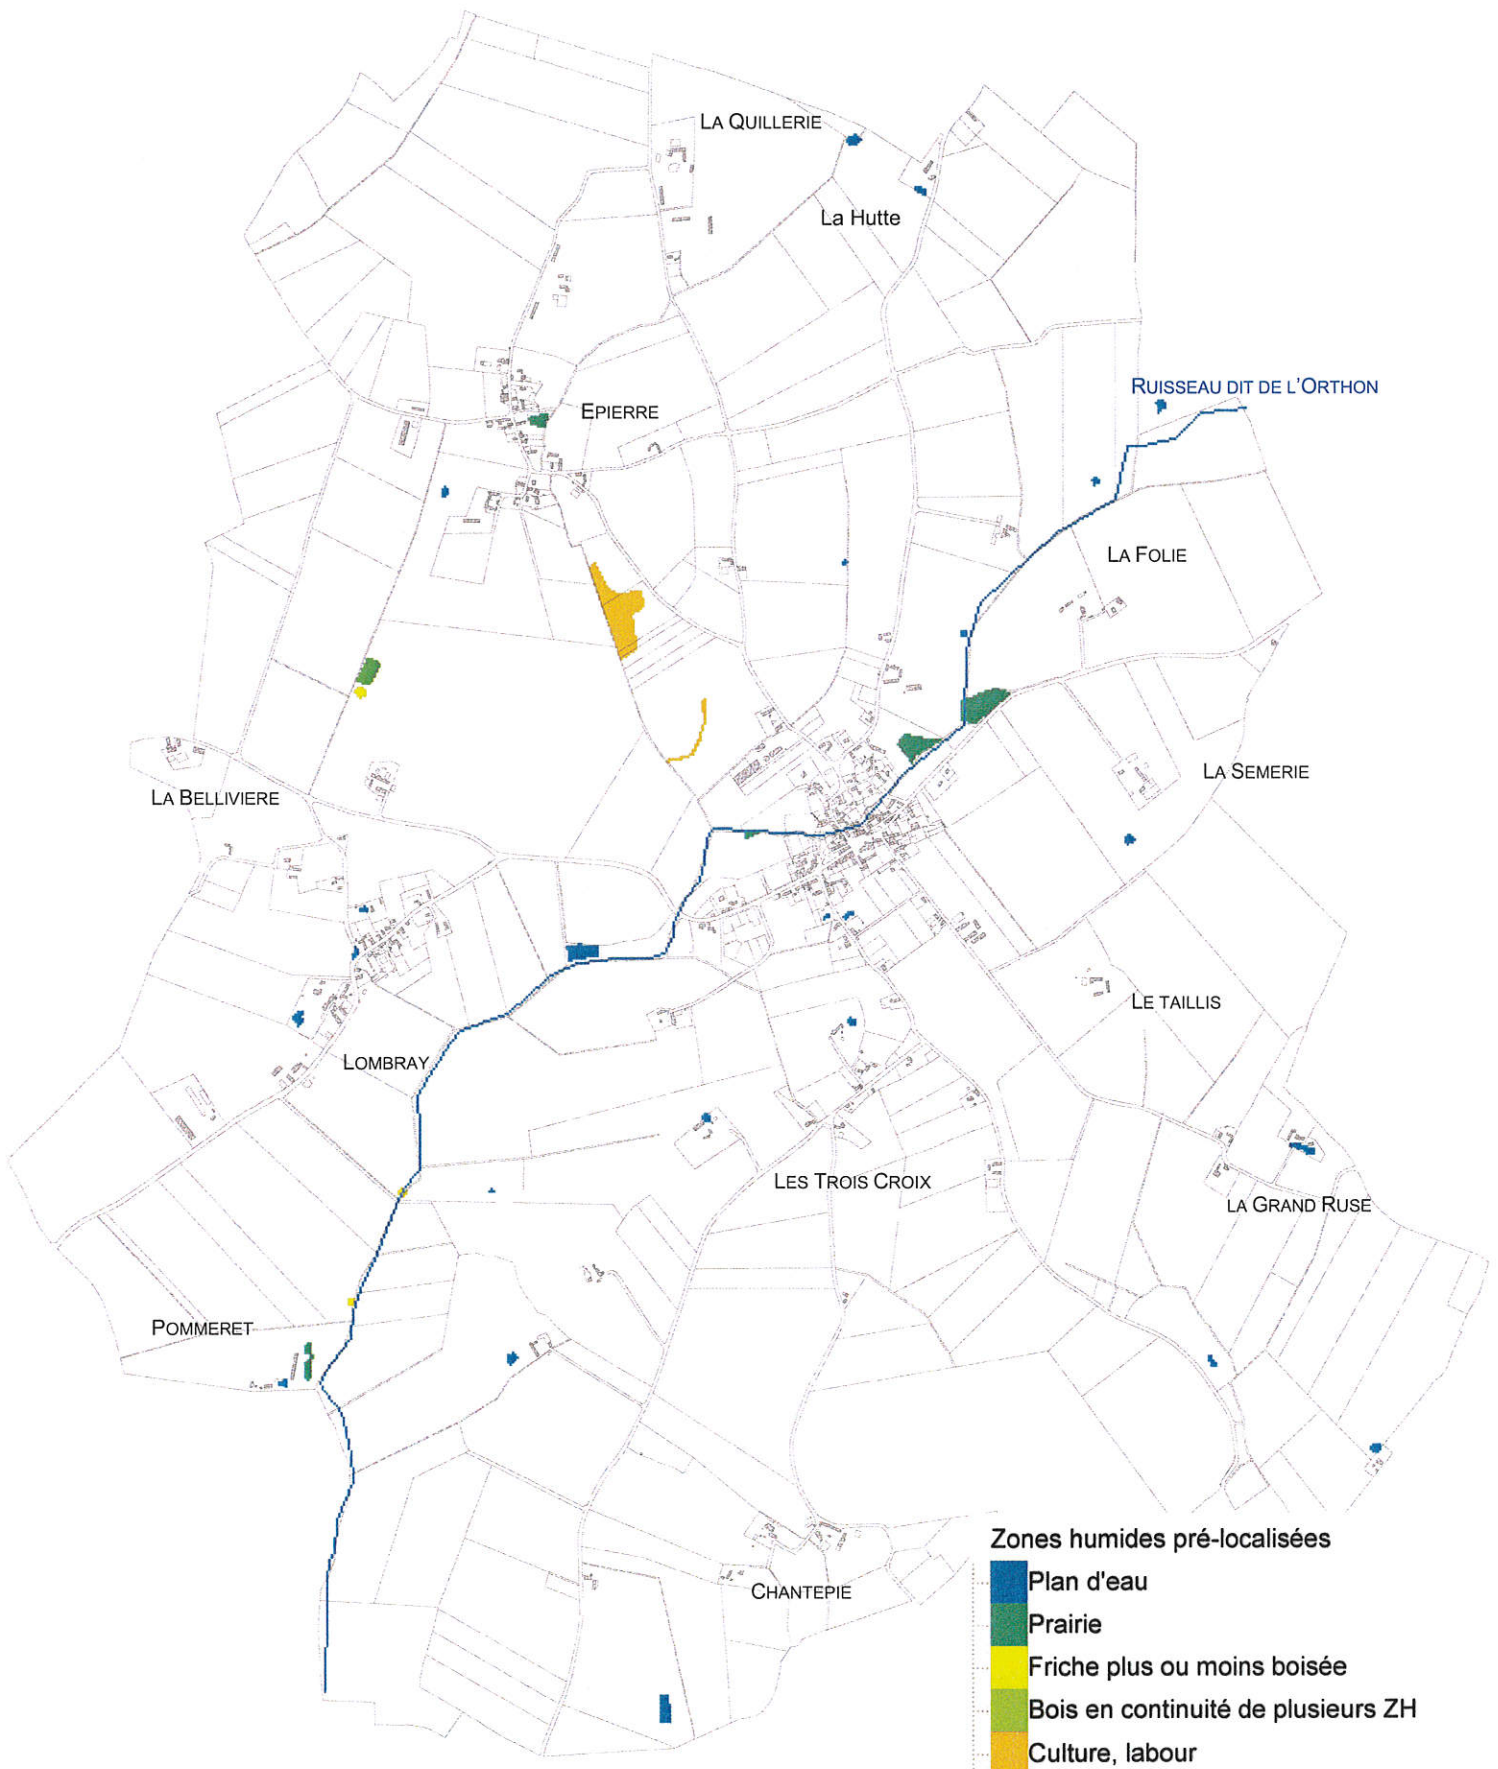 LA QUILLERIE
La Hutte
RUISSEAU DIT DE L'ORTHON
EPIERRE
LA FOLIE
LA SEMERIE
LA BELLIVIERE
LE TAILLIS
LOMBRAY
LES TROIS CROIX
LA GRAND RUSE
POMMERET
CHANTEPIE
Zones humides pré-localisées
Plan d'eau
Prairie
Friche plus ou moins boisée
Bois en continuité de plusieurs ZH
Culture, labour